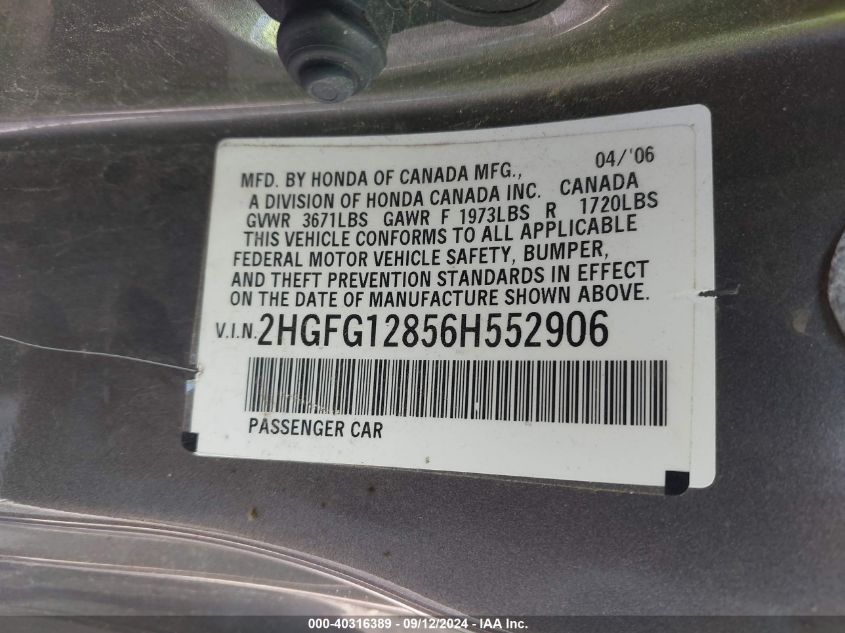 04/'06
MFD. BY HONDA OF CANADA MFG.,
A DIVISION OF HONDA CANADA INC. CANADA
GVWR 3671LBS GAWR F 1973LBS R 1720LBS
THIS VEHICLE CONFORMS TO ALL APPLICABLE
FEDERAL MOTOR VEHICLE SAFETY, BUMPER,
AND THEFT PREVENTION STANDARDS IN EFFECT
ON THE DATE OF MANUFACTURE SHOWN ABOVE.
V.I.N. 2HGFG12856H552906
PASSENGER CAR
000-40316389 - 09/12/2024 - IAA Inc.